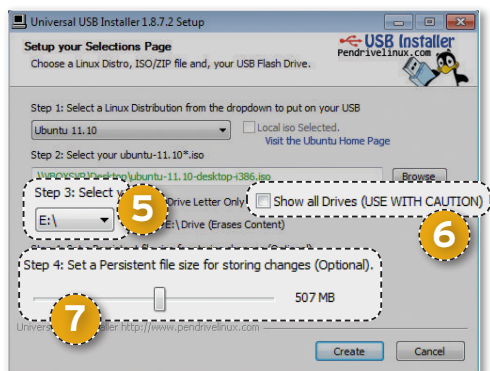 Universal USB Installer 1.8.7.2 Setup
Setup your Selections Page
Choose a Linux Distro, ISO/ZIP file and, your USB Flash Drive.
USB Installer
Pendrivelinux.com
Step 1: Select a Linux Distribution from the dropdown to put on your USB
Ubuntu 11.10
Local iso Selected.
Visit the Ubuntu Home Page
Step 2: Select your ubuntu-11.10*.iso
\\VBOXSVR\Desktop\ubuntu-11.10-desktop-i386.iso
Browse
Step 3: Select
5
Drive Letter Only
Show all Drives (USE WITH CAUTION)
E:\
E:\ Drive (Erases Content)
6
Step 4: Set a Persistent file size for storing changes (Optional).
507 MB
7
http://www.pendrivelinux.com
Create
Cancel